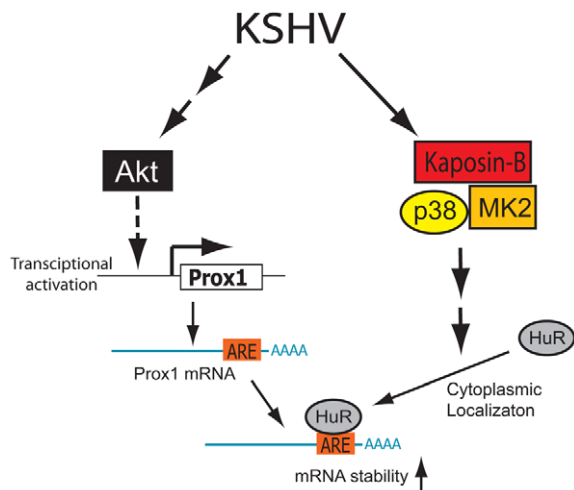 KSHV
Akt
Kaposin-B
p38
MK2
Transciptional
activation
Prox1
ARE
AAAA
Prox1 mRNA
HuR
Cytoplasmic
Localizaton
HuR
ARE
AAAA
mRNA stability